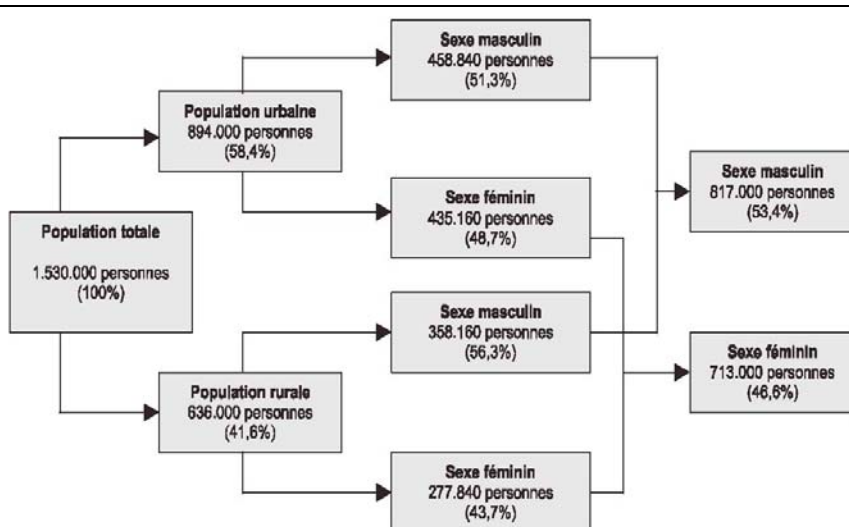 Population totale
1.530.000 personnes
(100%)
Population urbaine
894.000 personnes
(58,4%)
Population rurale
636.000 personnes
(41,6%)
Sexe masculin
458.840 personnes
(51,3%)
Sexe féminin
435.160 personnes
(48,7%)
Sexe masculin
358.160 personnes
(56,3%)
Sexe féminin
277.840 personnes
(43,7%)
Sexe masculin
817.000 personnes
(53,4%)
Sexe féminin
713.000 personnes
(46,6%)